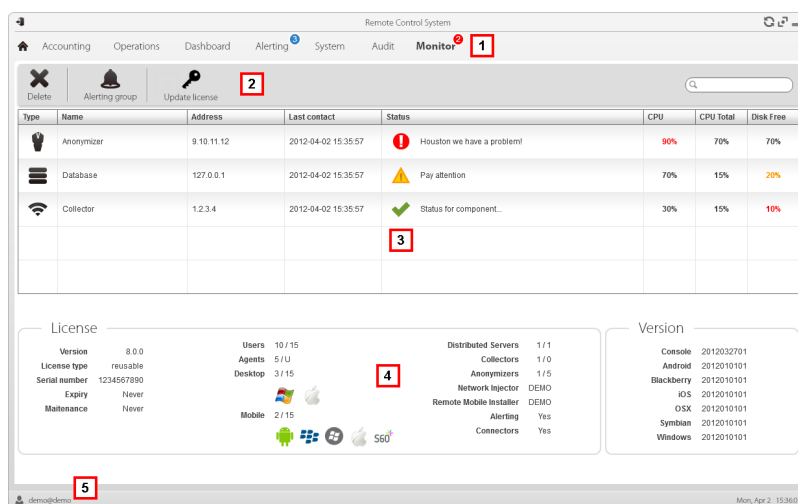 Remote Control System
Accounting Operations Dashboard Alerting 3 System Audit Monitor 2 1
Delete Alerting group Update license 2
Type Name Address Last contact Status CPU CPU Total Disk Free
Anonymizer 9.10.11.12 2012-04-02 15:35:57 Houston we have a problem! 90% 70% 70%
Database 127.0.0.1 2012-04-02 15:35:57 Pay attention 70% 15% 20%
Collector 1.2.3.4 2012-04-02 15:35:57 Status for component... 30% 15% 10%
3
License
Version 8.0.0
License type reusable
Serial number 1234567890
Expiry Never
Maitenance Never
Users 10 / 15
Agents 5 / U
Desktop 3 / 15
Mobile 2 / 15
S60
4
Distributed Servers 1 / 1
Collectors 1 / 0
Anonymizers 1 / 5
Network Injector DEMO
Remote Mobile Installer DEMO
Alerting Yes
Connectors Yes
Version
Console 2012032701
Android 2012010101
Blackberry 2012010101
iOS 2012010101
OSX 2012010101
Symbian 2012010101
Windows 2012010101
5
demo@demo Mon, Apr 2 15:36:0